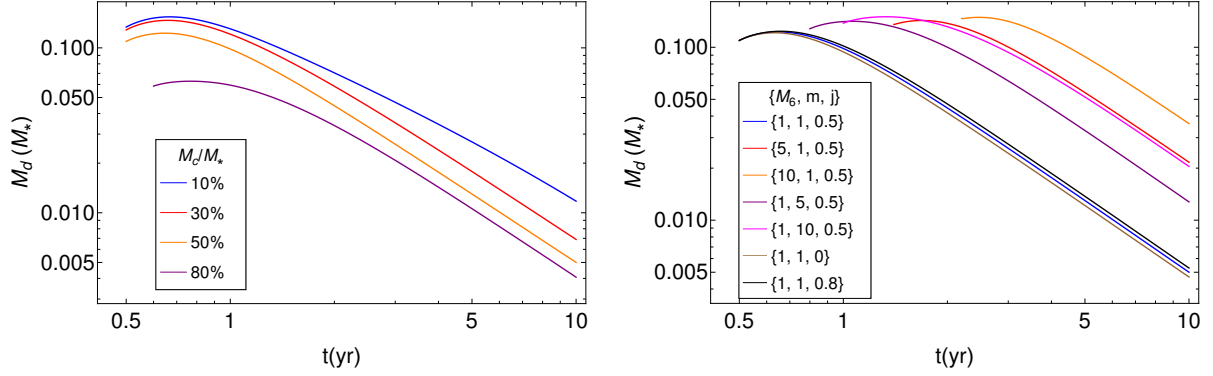 0.100
0.050
0.010
0.005
M_d (M_*)
M_c/M_*
10%
30%
50%
80%
0.5 1 5 10
t(yr)
0.100
0.050
0.010
0.005
M_d (M_*)
{M_6, m, j}
{1, 1, 0.5}
{5, 1, 0.5}
{10, 1, 0.5}
{1, 5, 0.5}
{1, 10, 0.5}
{1, 1, 0}
{1, 1, 0.8}
0.5 1 5 10
t(yr)